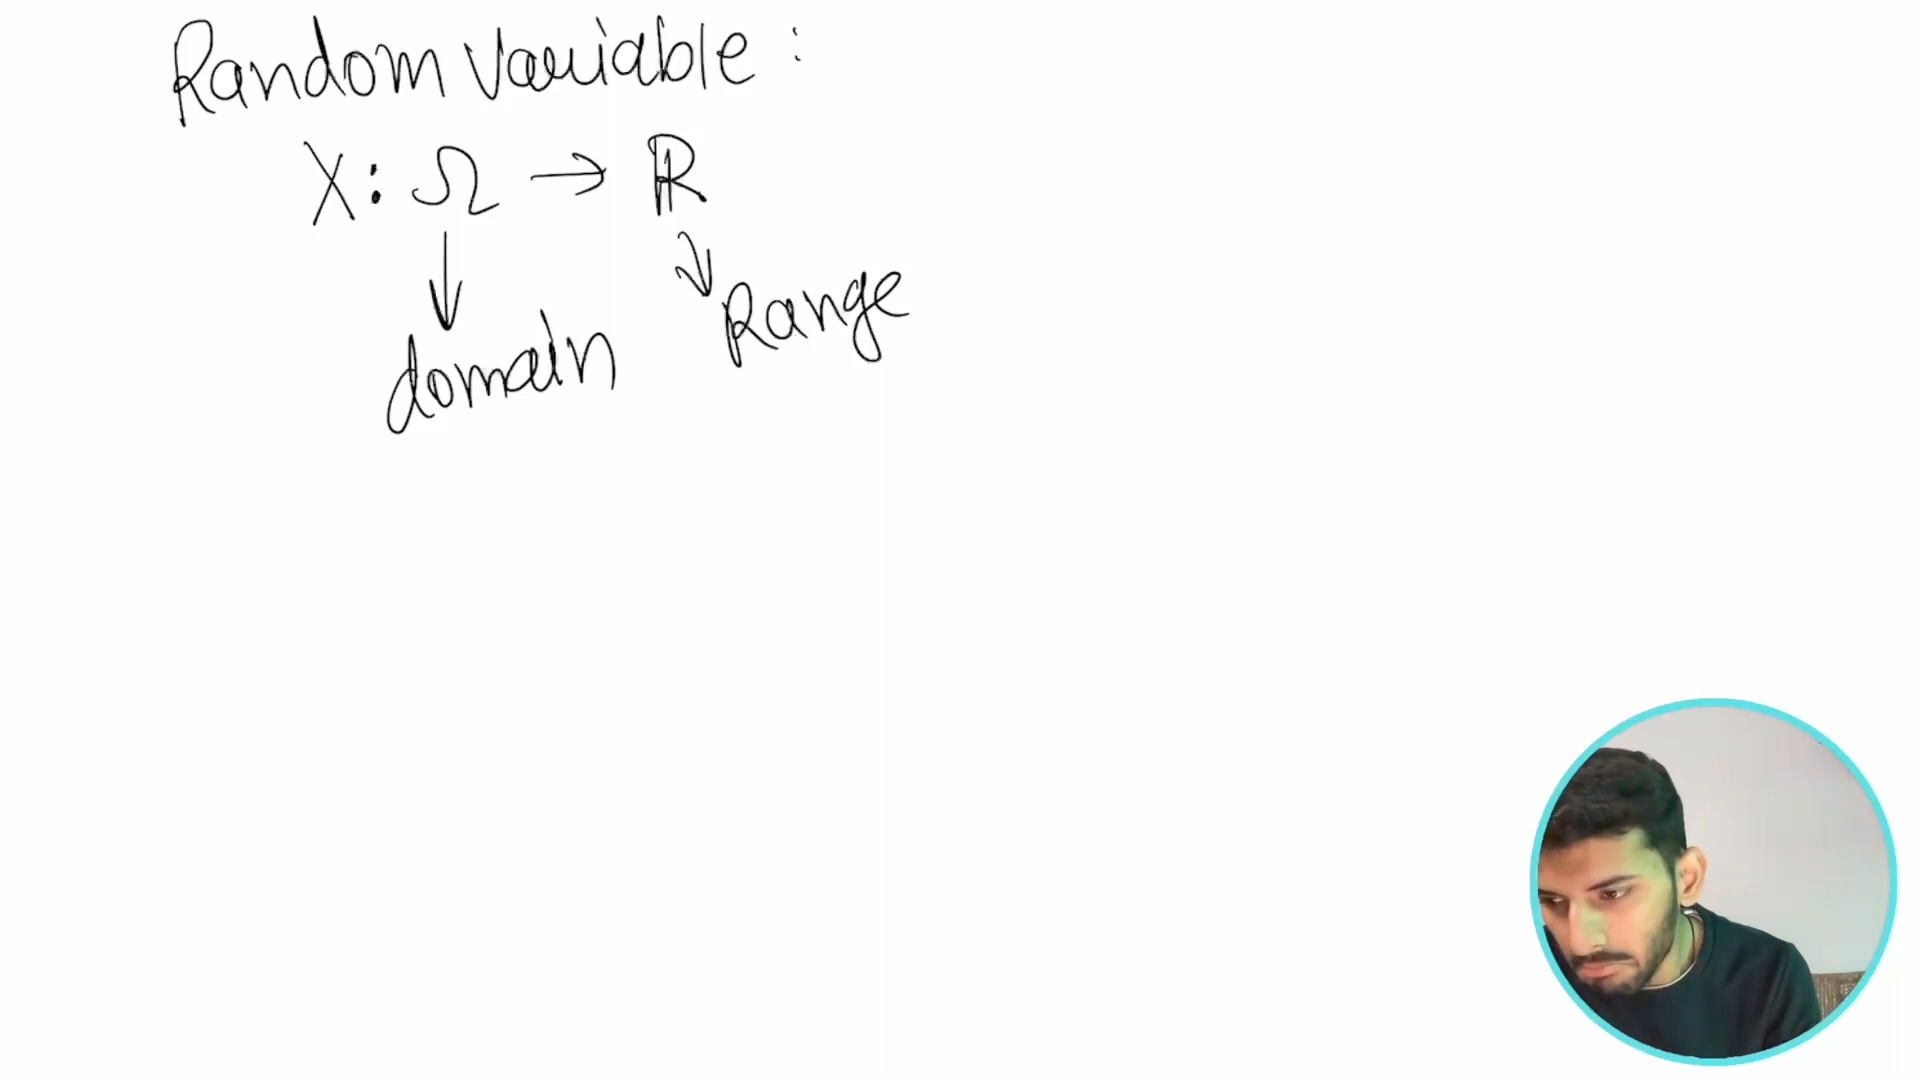 Random variable :
X : Ω → ℝ
domain
Range